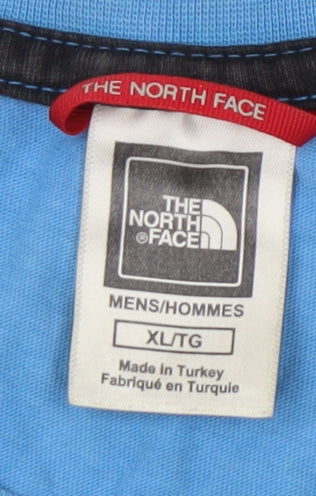 THE NORTH FACE
THE
NORTH
®FACE
MENS/HOMMES
XL/TG
Made in Turkey
Fabriqué en Turquie